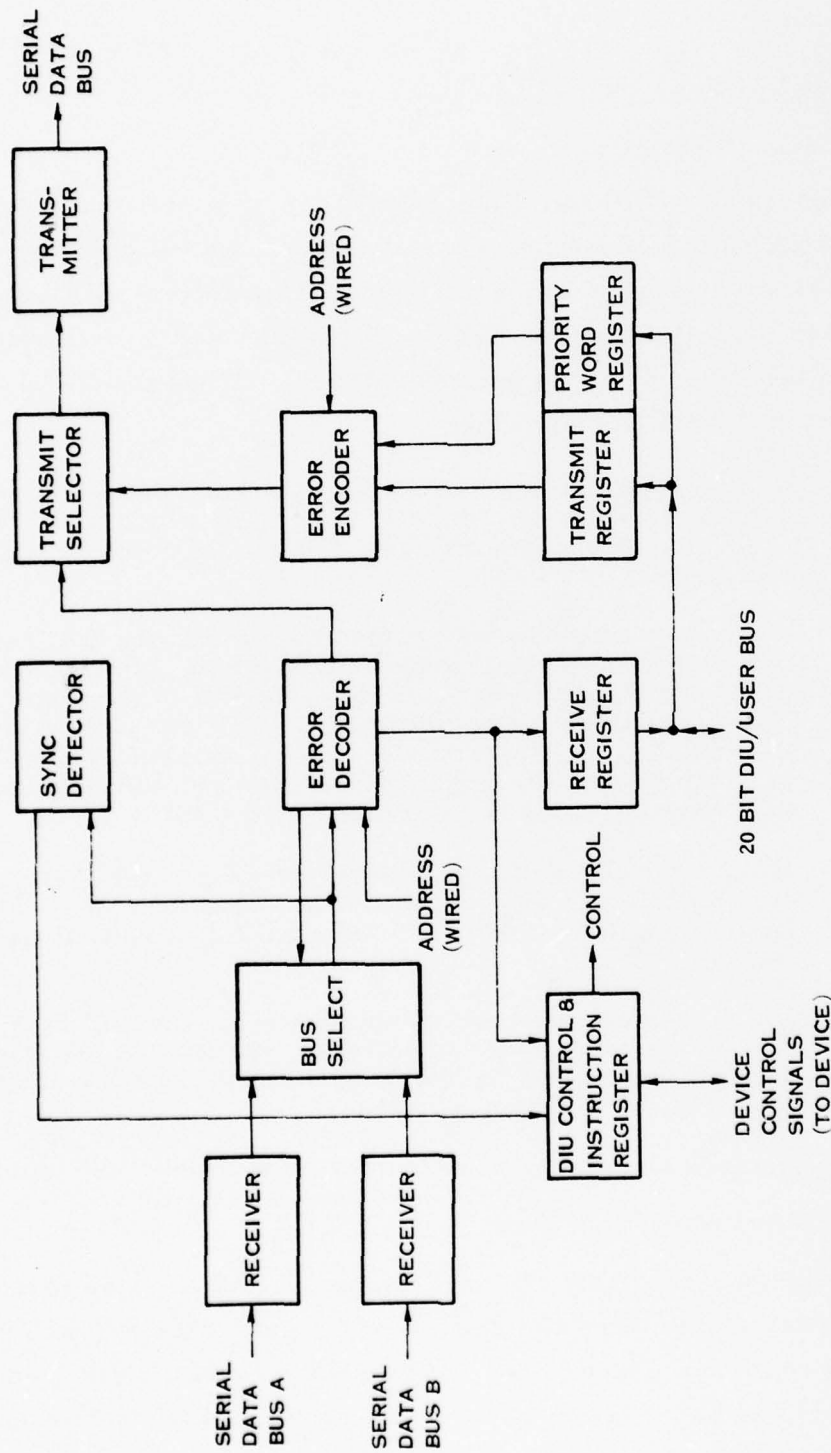 SERIAL
DATA
BUS A
SERIAL
DATA
BUS B
RECEIVER
RECEIVER
BUS
SELECT
SYNC
DETECTOR
ERROR
DECODER
ADDRESS
(WIRED)
DIU CONTROL &
INSTRUCTION
REGISTER
CONTROL
DEVICE
CONTROL
SIGNALS
(TO DEVICE)
RECEIVE
REGISTER
20 BIT DIU/USER BUS
TRANSMIT
SELECTOR
ERROR
ENCODER
ADDRESS
(WIRED)
TRANSMIT
REGISTER
PRIORITY
WORD
REGISTER
TRANS-
MITTER
SERIAL
DATA
BUS